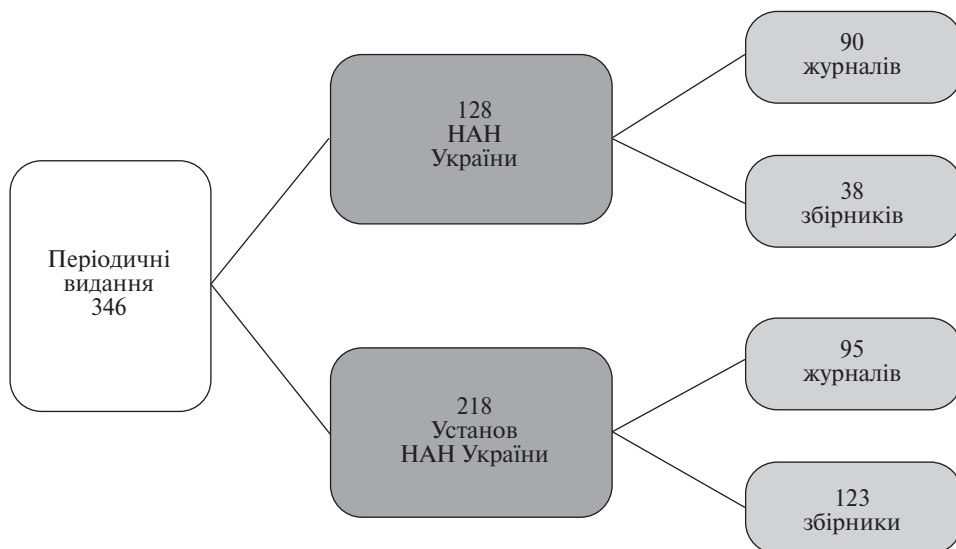 Періодичні
видання
346
128
НАН
України
90
журналів
38
збірників
218
Установ
НАН України
95
журналів
123
збірники